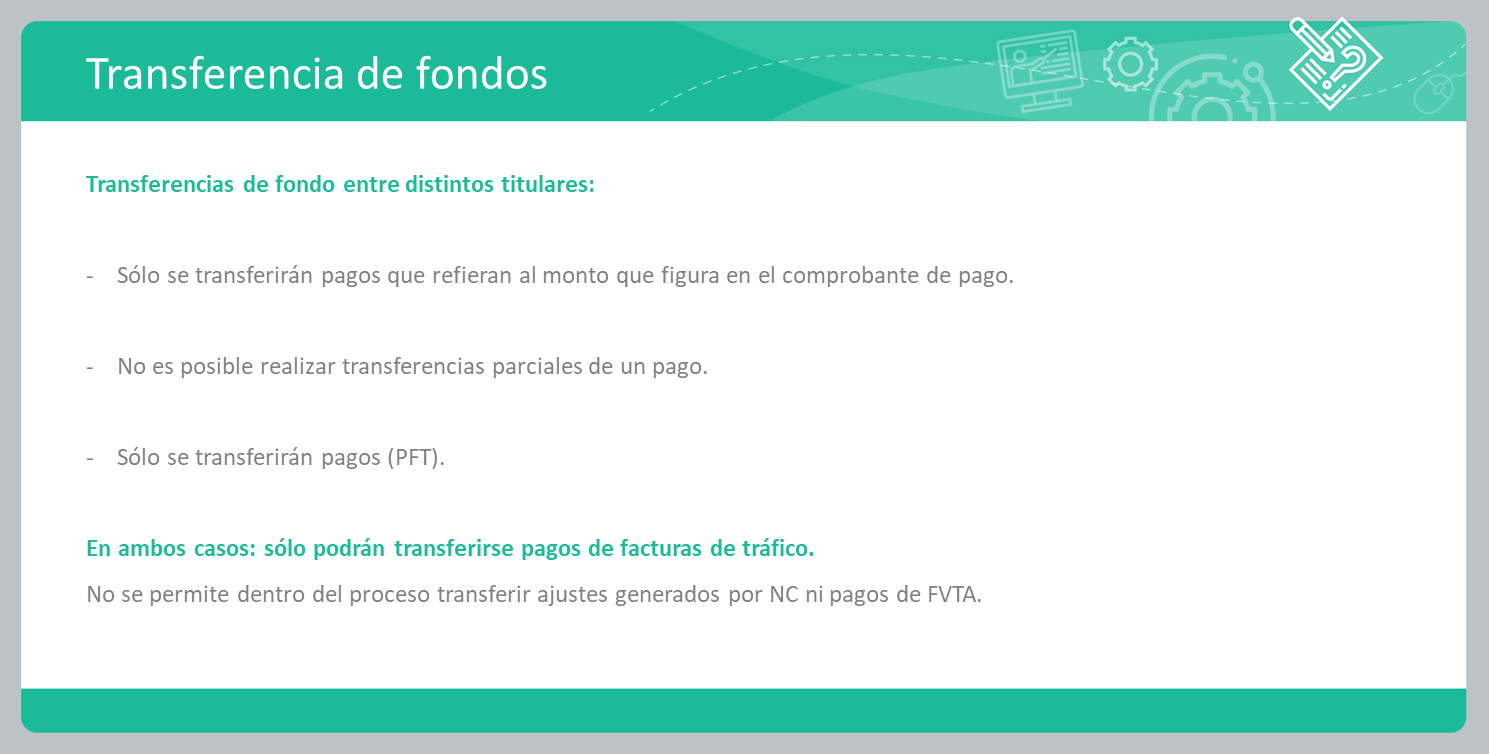 Transferencia de fondos
Transferencias de fondo entre distintos titulares:
- Sólo se transferirán pagos que refieran al monto que figura en el comprobante de pago.
- No es posible realizar transferencias parciales de un pago.
- Sólo se transferirán pagos (PFT).
En ambos casos: sólo podrán transferirse pagos de facturas de tráfico.
No se permite dentro del proceso transferir ajustes generados por NC ni pagos de FVTA.